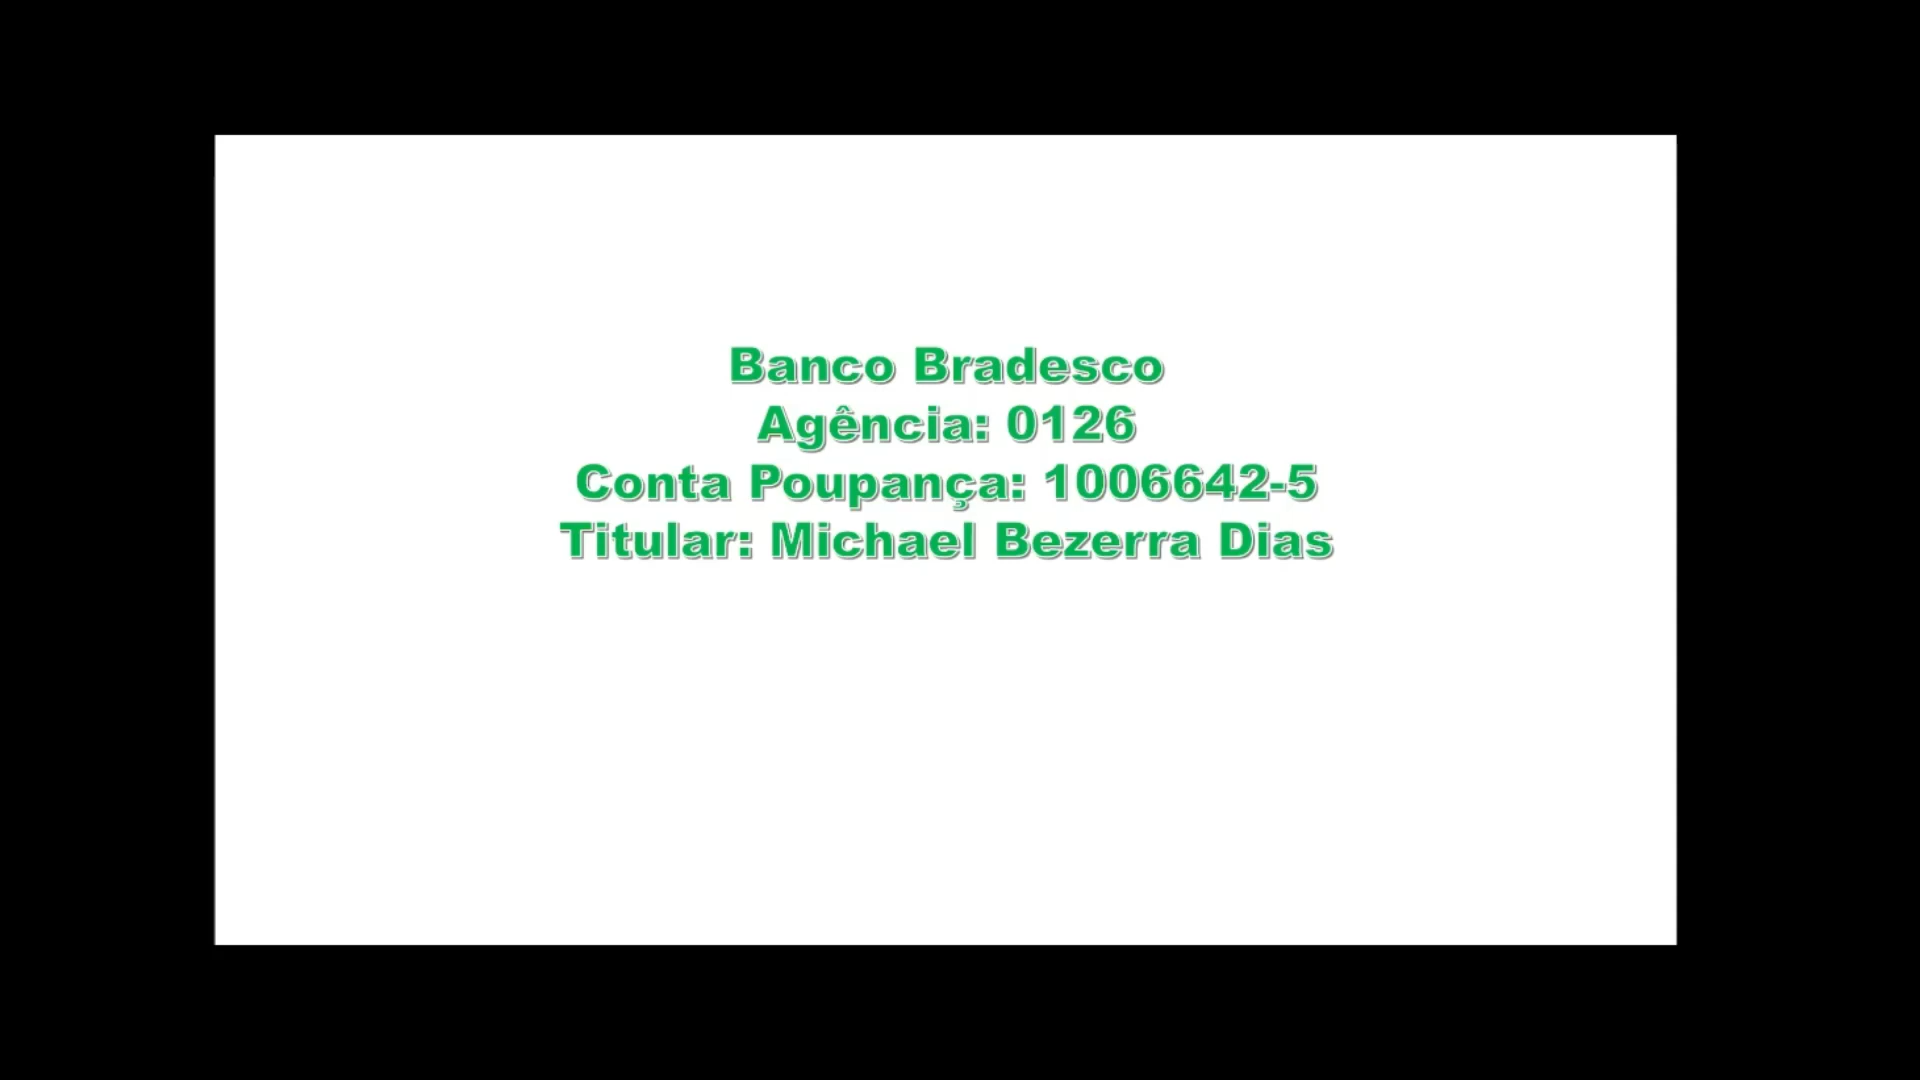 Banco Bradesco
Agência: 0126
Conta Poupança: 1006642-5
Titular: Michael Bezerra Dias